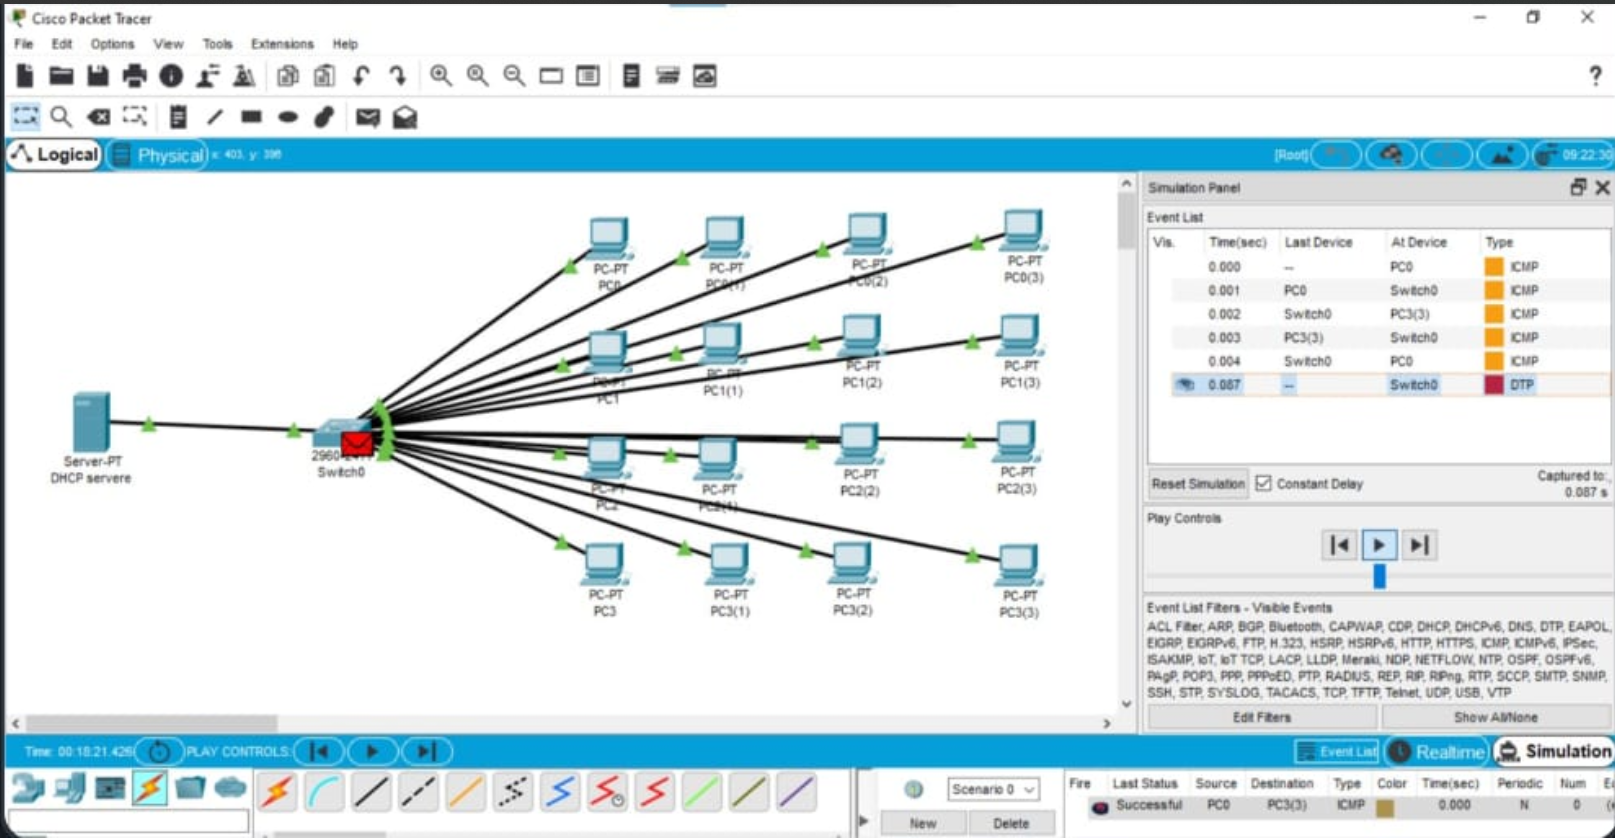 Cisco Packet Tracer
File Edit Options View Tools Extensions Help
?
Logical Physical x: 403, y: 398 [Root] 09:22:30
PC-PT PC-PT PC-PT PC-PT
PC0 PC0(1) PC0(2) PC0(3)
PC-PT PC-PT PC-PT PC-PT
PC1 PC1(1) PC1(2) PC1(3)
Server-PT
DHCP servere
Switch0
PC-PT PC-PT PC-PT PC-PT
PC2 PC2(1) PC2(2) PC2(3)
PC-PT PC-PT PC-PT PC-PT
PC3 PC3(1) PC3(2) PC3(3)
Simulation Panel
Event List
Vis. Time(sec) Last Device At Device Type
0.000 -- PC0 ICMP
0.001 PC0 Switch0 ICMP
0.002 Switch0 PC3(3) ICMP
0.003 PC3(3) Switch0 ICMP
0.004 Switch0 PC0 ICMP
0.087 -- Switch0 DTP
Reset Simulation Constant Delay Captured to:
0.087 s
Play Controls
Event List Filters - Visible Events
ACL Filter, ARP, BGP, Bluetooth, CAPWAP, CDP, DHCP, DHCPv6, DNS, DTP, EAPOL,
EIGRP, EIGRPv6, FTP, H.323, HSRP, HSRPv6, HTTP, HTTPS, ICMP, ICMPv6, IPSec,
ISAKMP, IoT, IoT TCP, LACP, LLDP, Meraki, NDP, NETFLOW, NTP, OSPF, OSPFv6,
PAgP, POP3, PPP, PPPoED, PTP, RADIUS, REP, RIP, RIPng, RTP, SCCP, SMTP, SNMP,
SSH, STP, SYSLOG, TACACS, TCP, TFTP, Telnet, UDP, USB, VTP
Edit Filters Show All/None
Time: 00:18:21.426 PLAY CONTROLS: Event List Realtime Simulation
Scenario 0
New Delete
Fire Last Status Source Destination Type Color Time(sec) Periodic Num
Successful PC0 PC3(3) ICMP 0.000 N 0